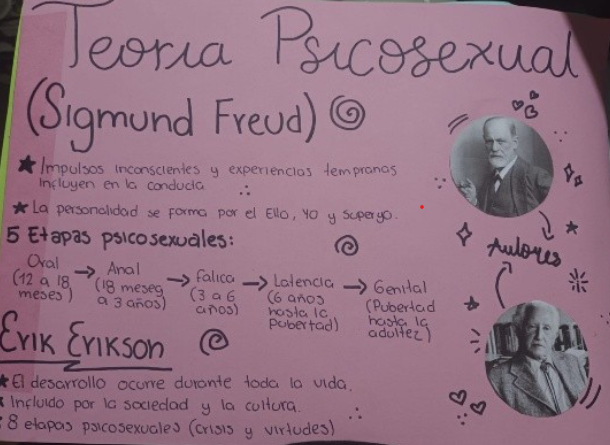 Teoria Psicosexual
(Sigmund Freud)
Impulsos inconscientes y experiencias tempranas
Influyen en la conducta
La personalidad se forma por el Ello, Yo y Superyo.
5 Etapas psicosexuales:
Oral
(12 a 18
meses)
Anal
(18 meses
a 3 años)
Falica
(3 a 6
años)
Latencia
(6 años
hasta la
Pubertad)
Genital
(Pubertad
hasta la
adultez)
Autores
Erik Erikson
El desarrollo ocurre durante toda la vida.
Incluido por la sociedad y la cultura.
8 etapas psicosexuales (crisis y virtudes)